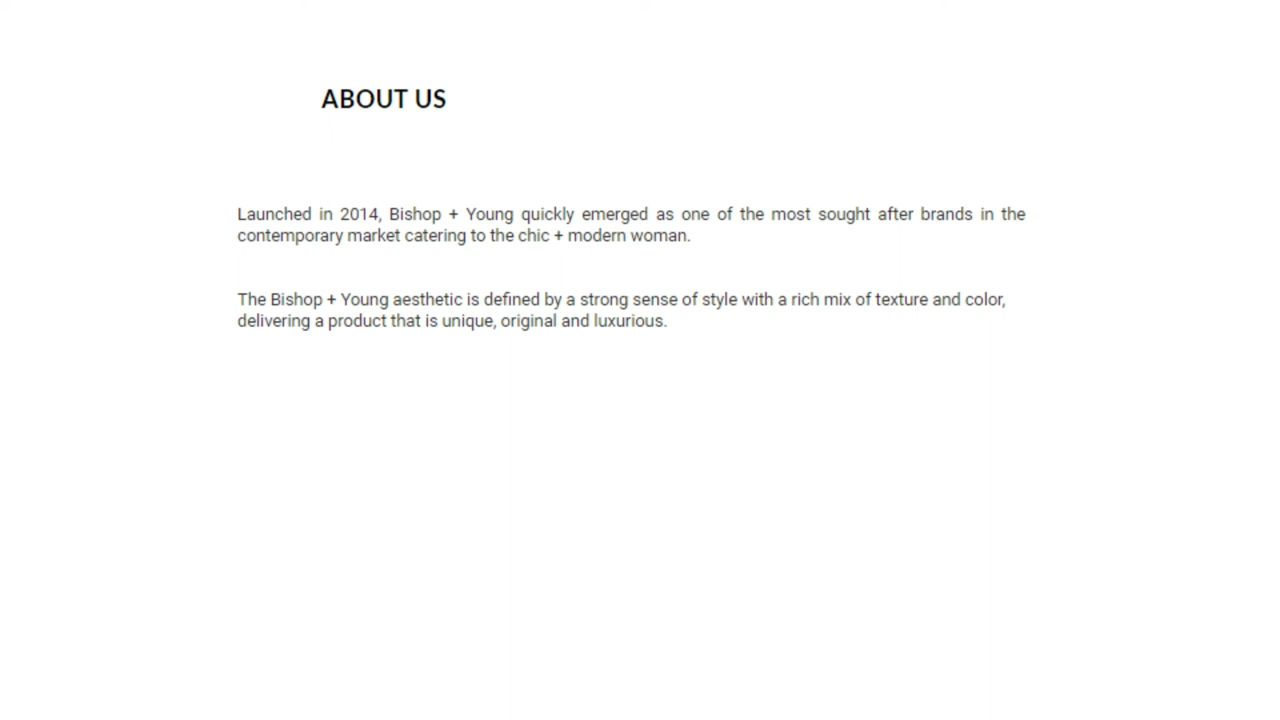 ABOUT US
Launched in 2014, Bishop + Young quickly emerged as one of the most sought after brands in the
contemporary market catering to the chic + modern woman.
The Bishop + Young aesthetic is defined by a strong sense of style with a rich mix of texture and color,
delivering a product that is unique, original and luxurious.